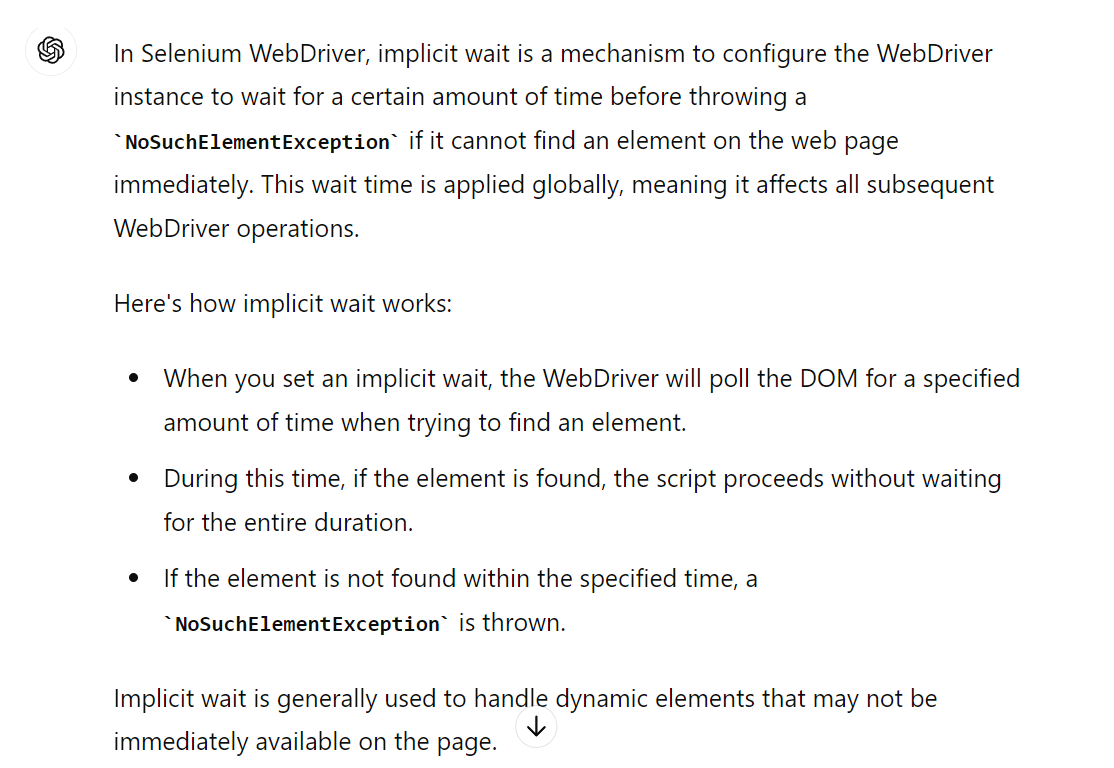 In Selenium WebDriver, implicit wait is a mechanism to configure the WebDriver
instance to wait for a certain amount of time before throwing a
`NoSuchElementException` if it cannot find an element on the web page
immediately. This wait time is applied globally, meaning it affects all subsequent
WebDriver operations.
Here's how implicit wait works:
• When you set an implicit wait, the WebDriver will poll the DOM for a specified
amount of time when trying to find an element.
• During this time, if the element is found, the script proceeds without waiting
for the entire duration.
• If the element is not found within the specified time, a
`NoSuchElementException` is thrown.
Implicit wait is generally used to handle dynamic elements that may not be
immediately available on the page.